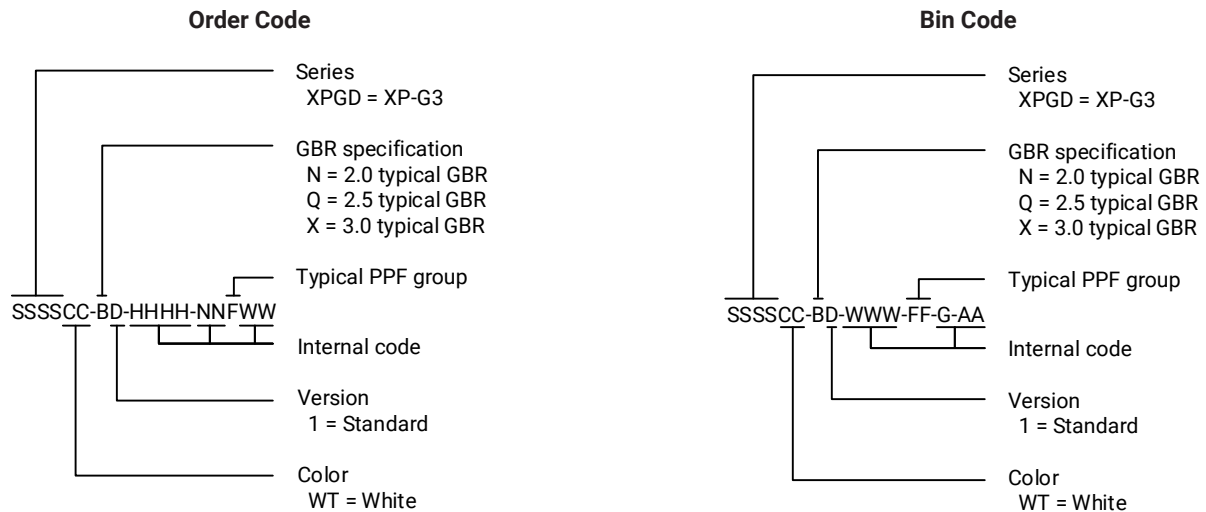 Order Code
Series
XPGD = XP-G3
GBR specification
N = 2.0 typical GBR
Q = 2.5 typical GBR
X = 3.0 typical GBR
Typical PPF group
SSSSCC-BD-HHHH-NNFWW
Internal code
Version
1 = Standard
Color
WT = White
Bin Code
Series
XPGD = XP-G3
GBR specification
N = 2.0 typical GBR
Q = 2.5 typical GBR
X = 3.0 typical GBR
Typical PPF group
SSSSCC-BD-WWW-FF-G-AA
Internal code
Version
1 = Standard
Color
WT = White